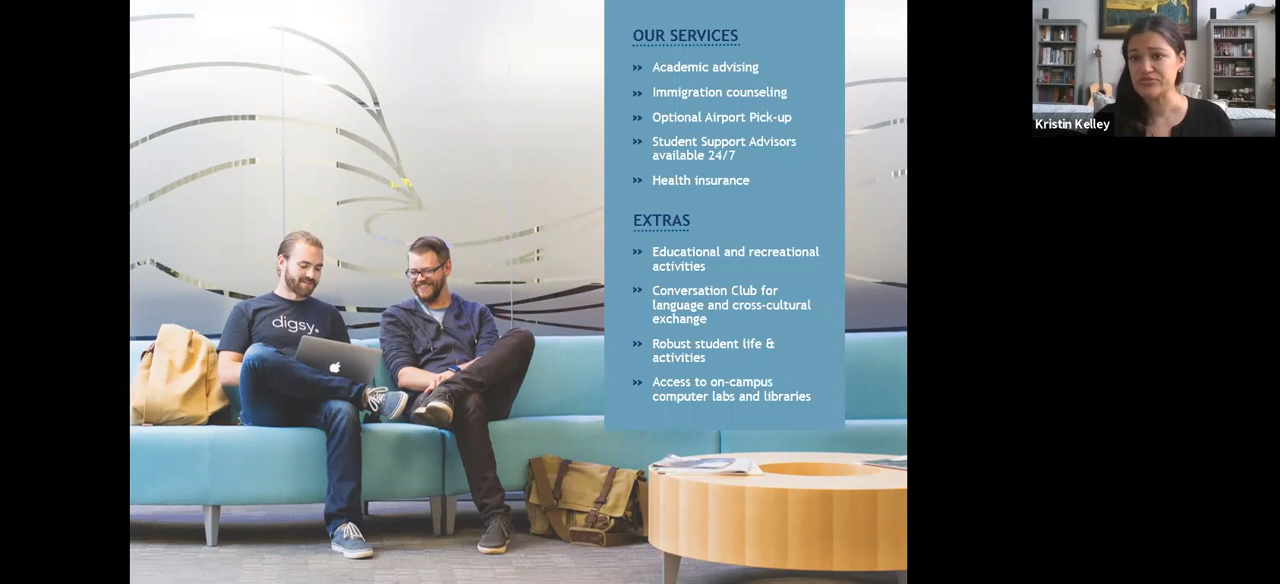 OUR SERVICES
Academic advising
Immigration counseling
Optional Airport Pick-up
Student Support Advisors
available 24/7
Health insurance
EXTRAS
Educational and recreational
activities
Conversation Club for
language and cross-cultural
exchange
Robust student life &
activities
Access to on-campus
computer labs and libraries
digsy.
Kristin Kelley